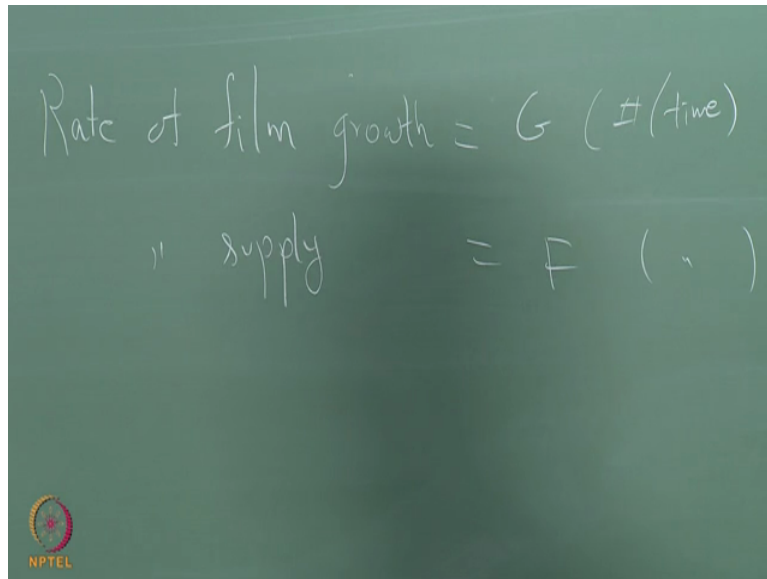 Rate of film growth = G (#/time)
" supply = F ( " )
NPTEL